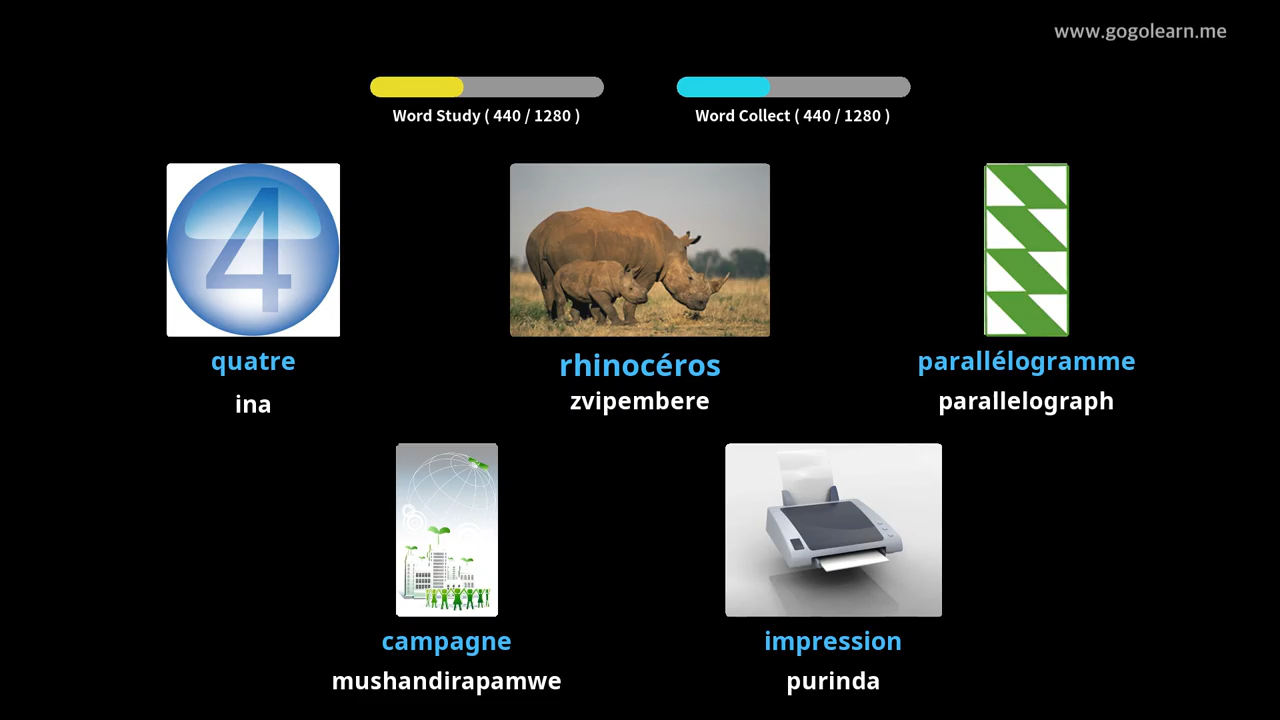 www.gogolearn.me
Word Study ( 440 / 1280 )
Word Collect ( 440 / 1280 )
4
quatre
ina
rhinocéros
zvipembere
parallélogramme
parallelograph
campagne
mushandirapamwe
impression
purinda